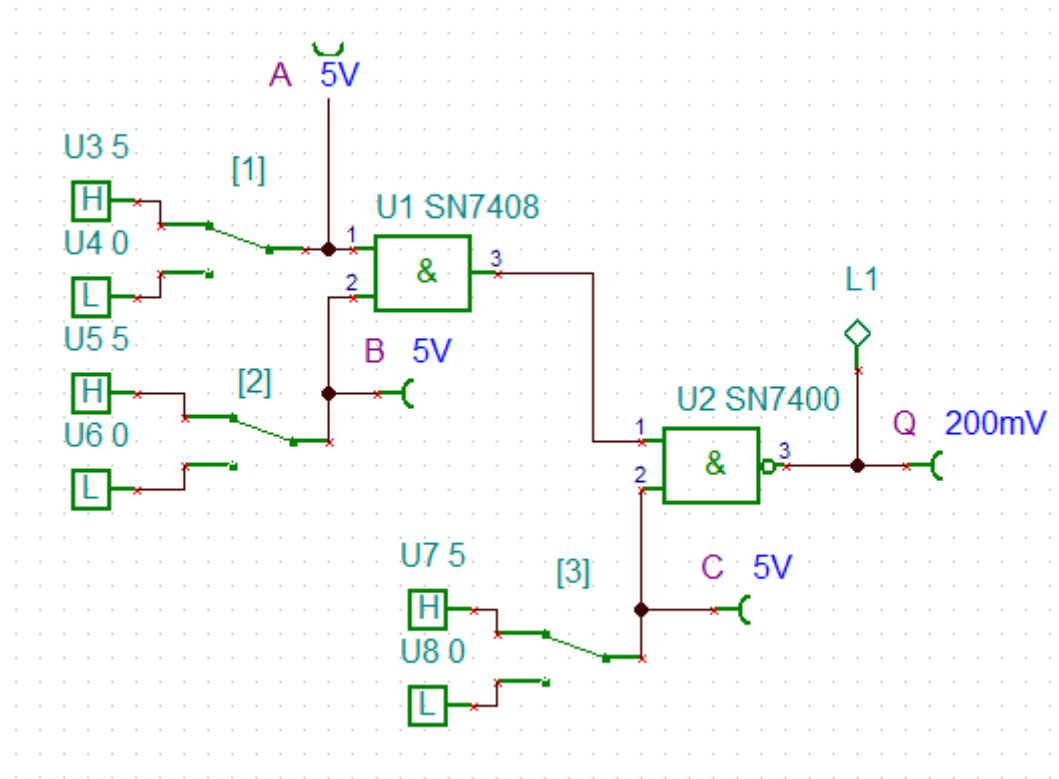 A 5V
U3 5
[1]
H
U1 SN7408
U4 0
1
3
&
2
L
L1
U5 5
B 5V
[2]
H
U2 SN7400
Q 200mV
U6 0
1
3
&
2
L
U7 5
[3]
C 5V
H
U8 0
L